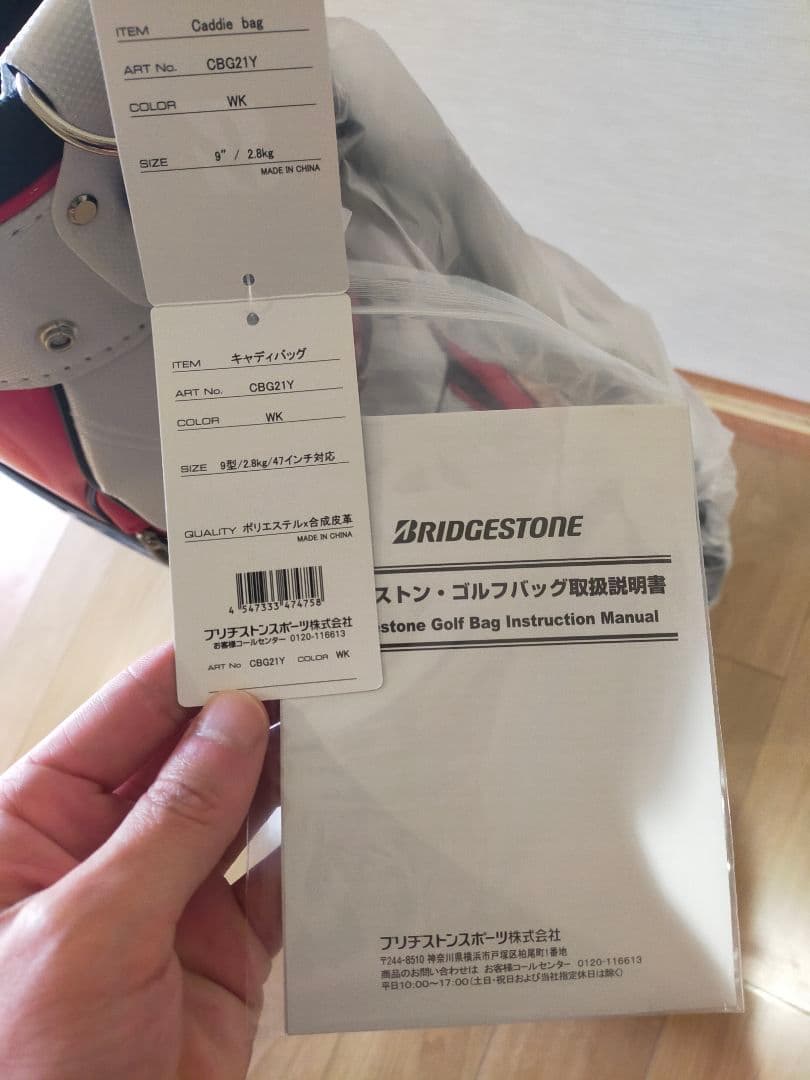 ITEM Caddie bag
ART No. CBG21Y
COLOR WK
SIZE 9" / 2.8kg
MADE IN CHINA
ITEM キャディバッグ
ART No. CBG21Y
COLOR WK
SIZE 9型/2.8kg/47インチ対応
QUALITY ポリエステル×合成皮革
MADE IN CHINA
4 547333 474758
ブリヂストンスポーツ株式会社
お客様コールセンター 0120-116613
ART No CBG21Y COLOR WK
BRIDGESTONE
ストン・ゴルフバッグ取扱説明書
stone Golf Bag Instruction Manual
ブリヂストンスポーツ株式会社
〒244-8510 神奈川県横浜市戸塚区柏尾町1番地
商品のお問い合わせは お客様コールセンター 0120-116613
平日10:00〜17:00(土日・祝日および当社指定休日は除く)